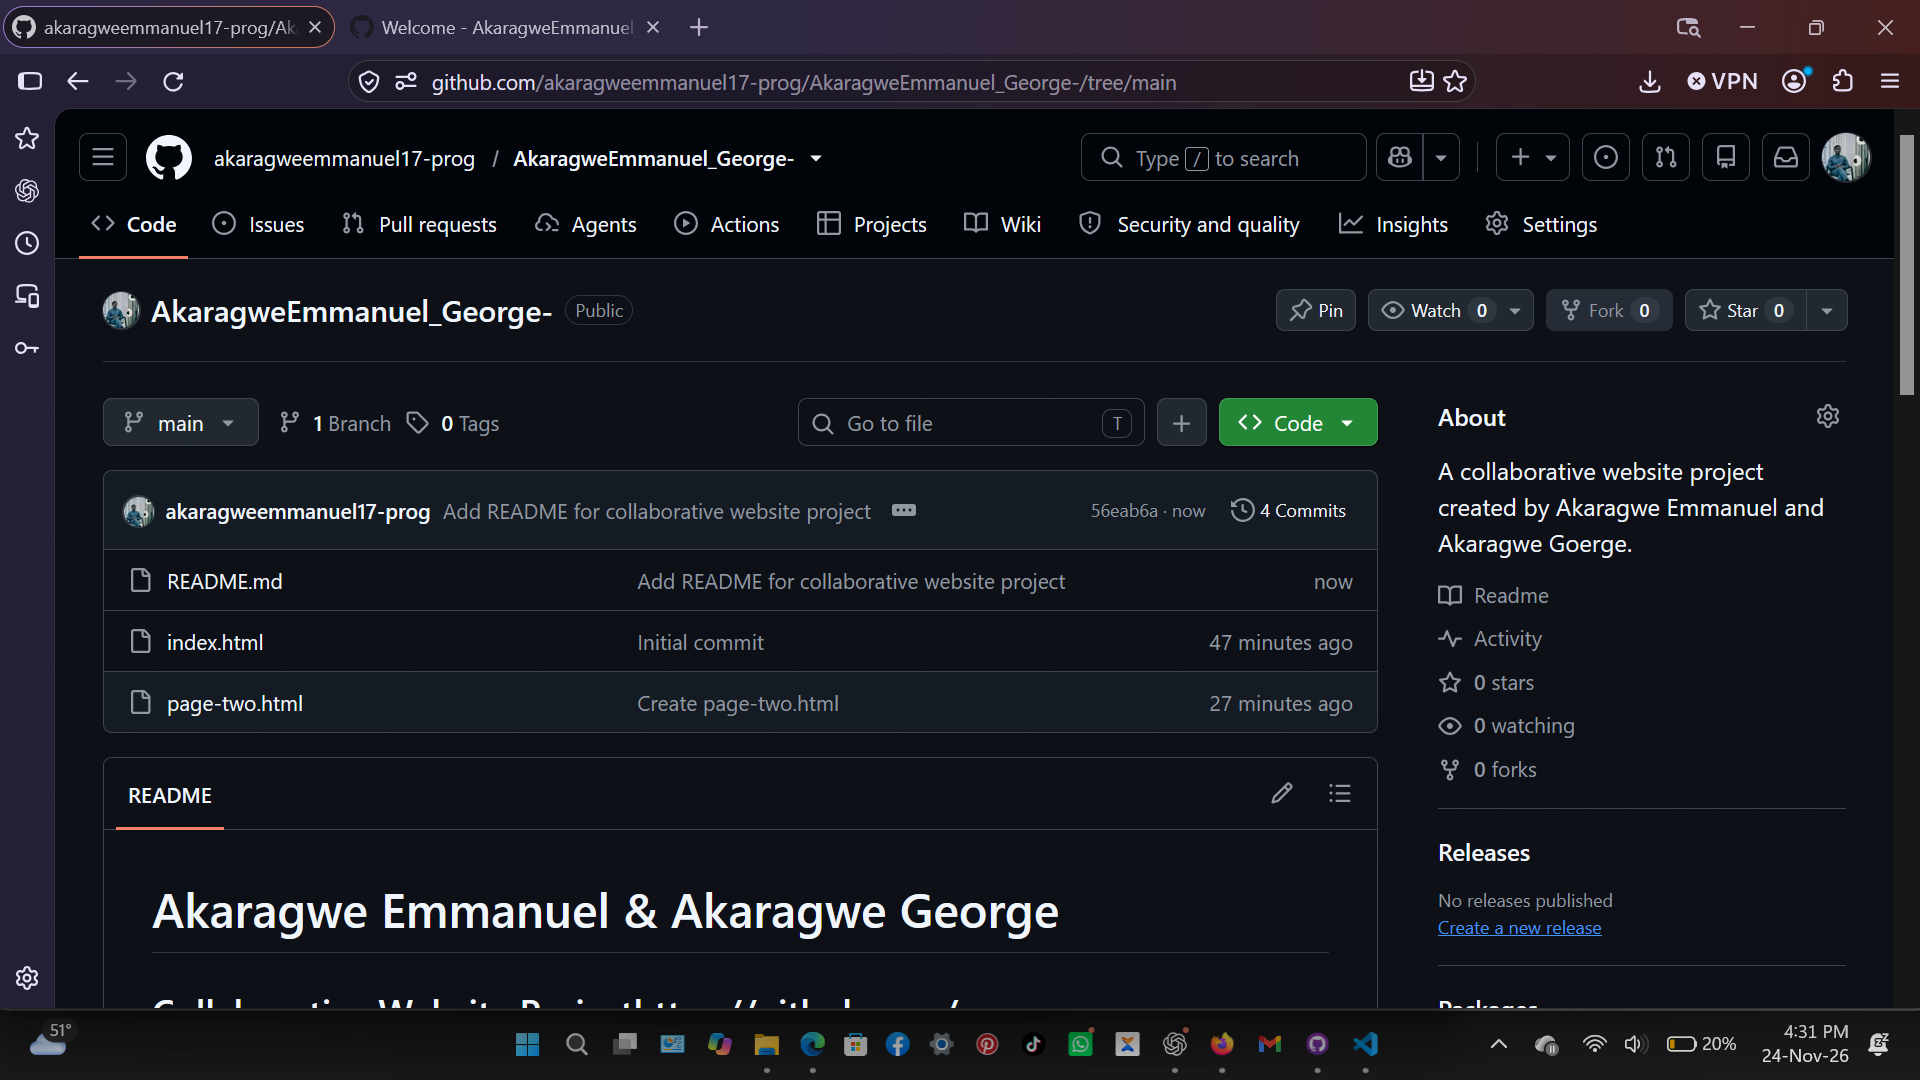 akaragweemmanuel17-prog/Ak
Welcome - AkaragweEmmanuel
github.com/akaragweemmanuel17-prog/AkaragweEmmanuel_George-/tree/main
VPN
akaragweemmanuel17-prog / AkaragweEmmanuel_George-
Type / to search
Code
Issues
Pull requests
Agents
Actions
Projects
Wiki
Security and quality
Insights
Settings
AkaragweEmmanuel_George-
Public
Pin
Watch 0
Fork 0
Star 0
main
1 Branch
0 Tags
Go to file
T
Code
akaragweemmanuel17-prog Add README for collaborative website project
56eab6a · now
4 Commits
README.md
Add README for collaborative website project
now
index.html
Initial commit
47 minutes ago
page-two.html
Create page-two.html
27 minutes ago
README
Akaragwe Emmanuel & Akaragwe George
About
A collaborative website project
created by Akaragwe Emmanuel and
Akaragwe Goerge.
Readme
Activity
0 stars
0 watching
0 forks
Releases
No releases published
Create a new release
51°
20%
4:31 PM
24-Nov-26